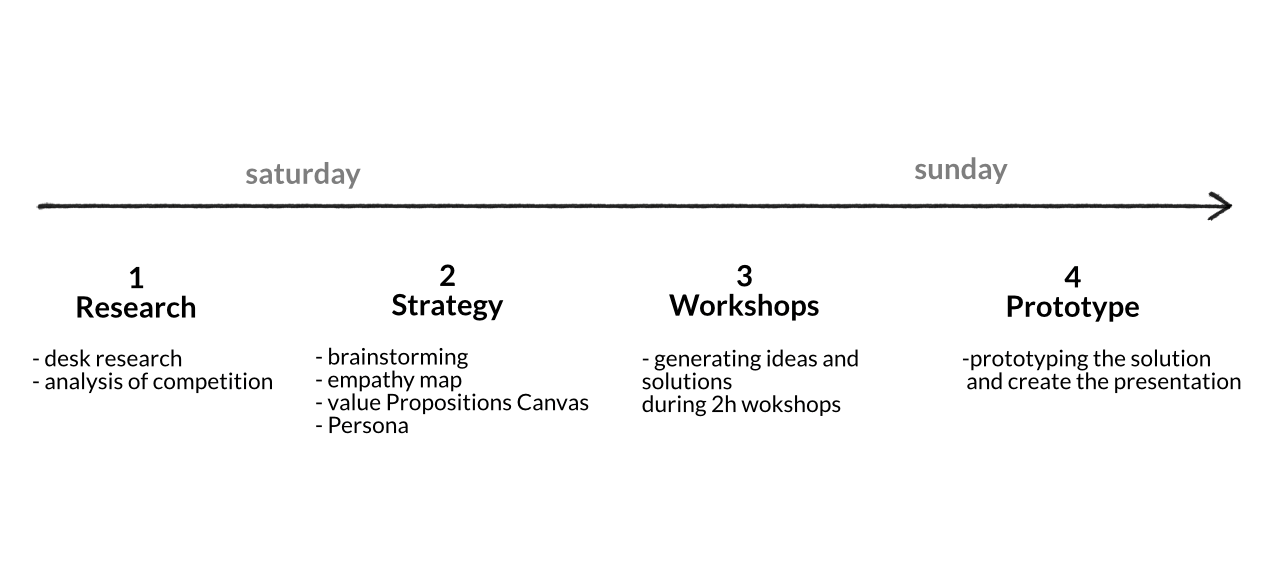 saturday
sunday
1
Research
- desk research
- analysis of competition
2
Strategy
- brainstorming
- empathy map
- value Propositions Canvas
- Persona
3
Workshops
- generating ideas and
solutions
during 2h wokshops
4
Prototype
-prototyping the solution
and create the presentation